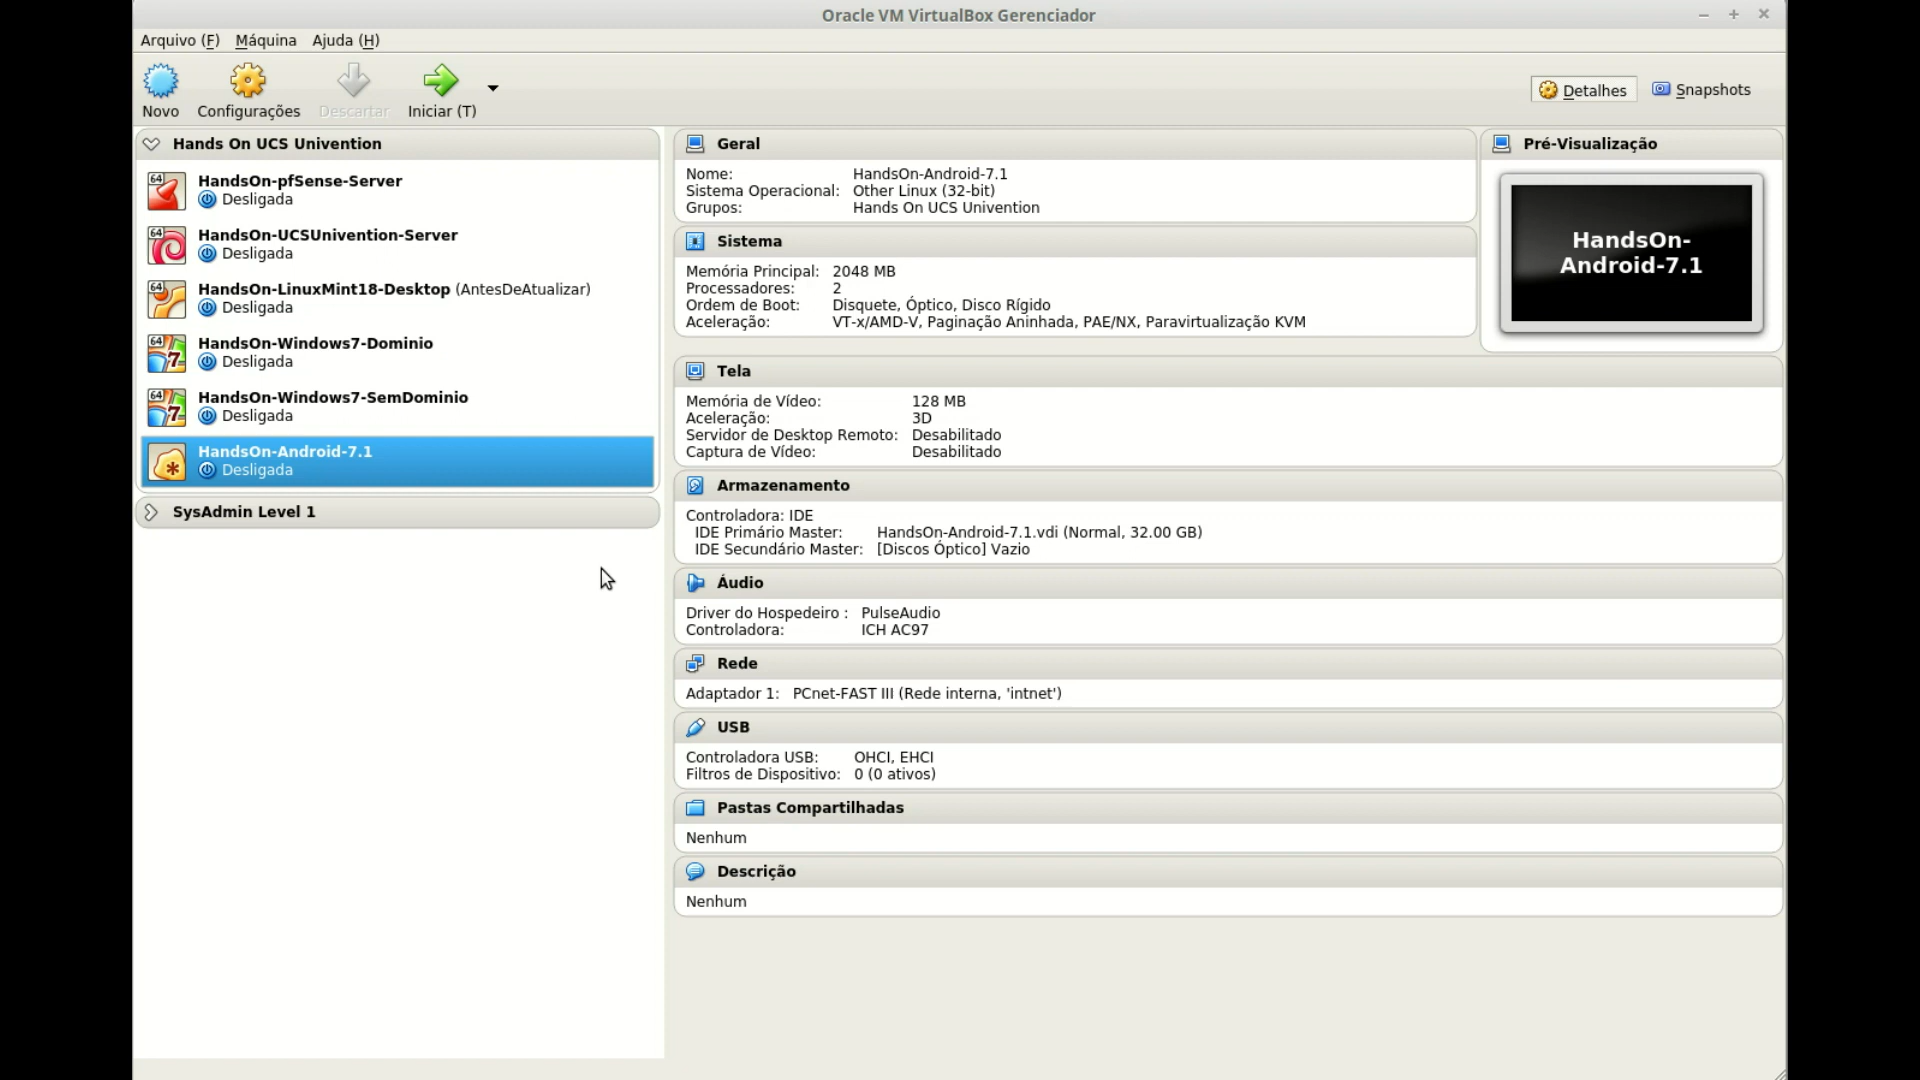 Oracle VM VirtualBox Gerenciador
Arquivo (F) Máquina Ajuda (H)
Novo Configurações Descartar Iniciar (T)
Detalhes Snapshots
Hands On UCS Univention
64
HandsOn-pfSense-Server
Desligada
64
HandsOn-UCSUnivention-Server
Desligada
64
HandsOn-LinuxMint18-Desktop (AntesDeAtualizar)
Desligada
64
HandsOn-Windows7-Dominio
Desligada
64
HandsOn-Windows7-SemDominio
Desligada
HandsOn-Android-7.1
Desligada
SysAdmin Level 1
Geral
Nome: HandsOn-Android-7.1
Sistema Operacional: Other Linux (32-bit)
Grupos: Hands On UCS Univention
Pré-Visualização
HandsOn-
Android-7.1
Sistema
Memória Principal: 2048 MB
Processadores: 2
Ordem de Boot: Disquete, Óptico, Disco Rígido
Aceleração: VT-x/AMD-V, Paginação Aninhada, PAE/NX, Paravirtualização KVM
Tela
Memória de Vídeo: 128 MB
Aceleração: 3D
Servidor de Desktop Remoto: Desabilitado
Captura de Vídeo: Desabilitado
Armazenamento
Controladora: IDE
IDE Primário Master: HandsOn-Android-7.1.vdi (Normal, 32.00 GB)
IDE Secundário Master: [Discos Óptico] Vazio
Áudio
Driver do Hospedeiro : PulseAudio
Controladora: ICH AC97
Rede
Adaptador 1: PCnet-FAST III (Rede interna, 'intnet')
USB
Controladora USB: OHCI, EHCI
Filtros de Dispositivo: 0 (0 ativos)
Pastas Compartilhadas
Nenhum
Descrição
Nenhum